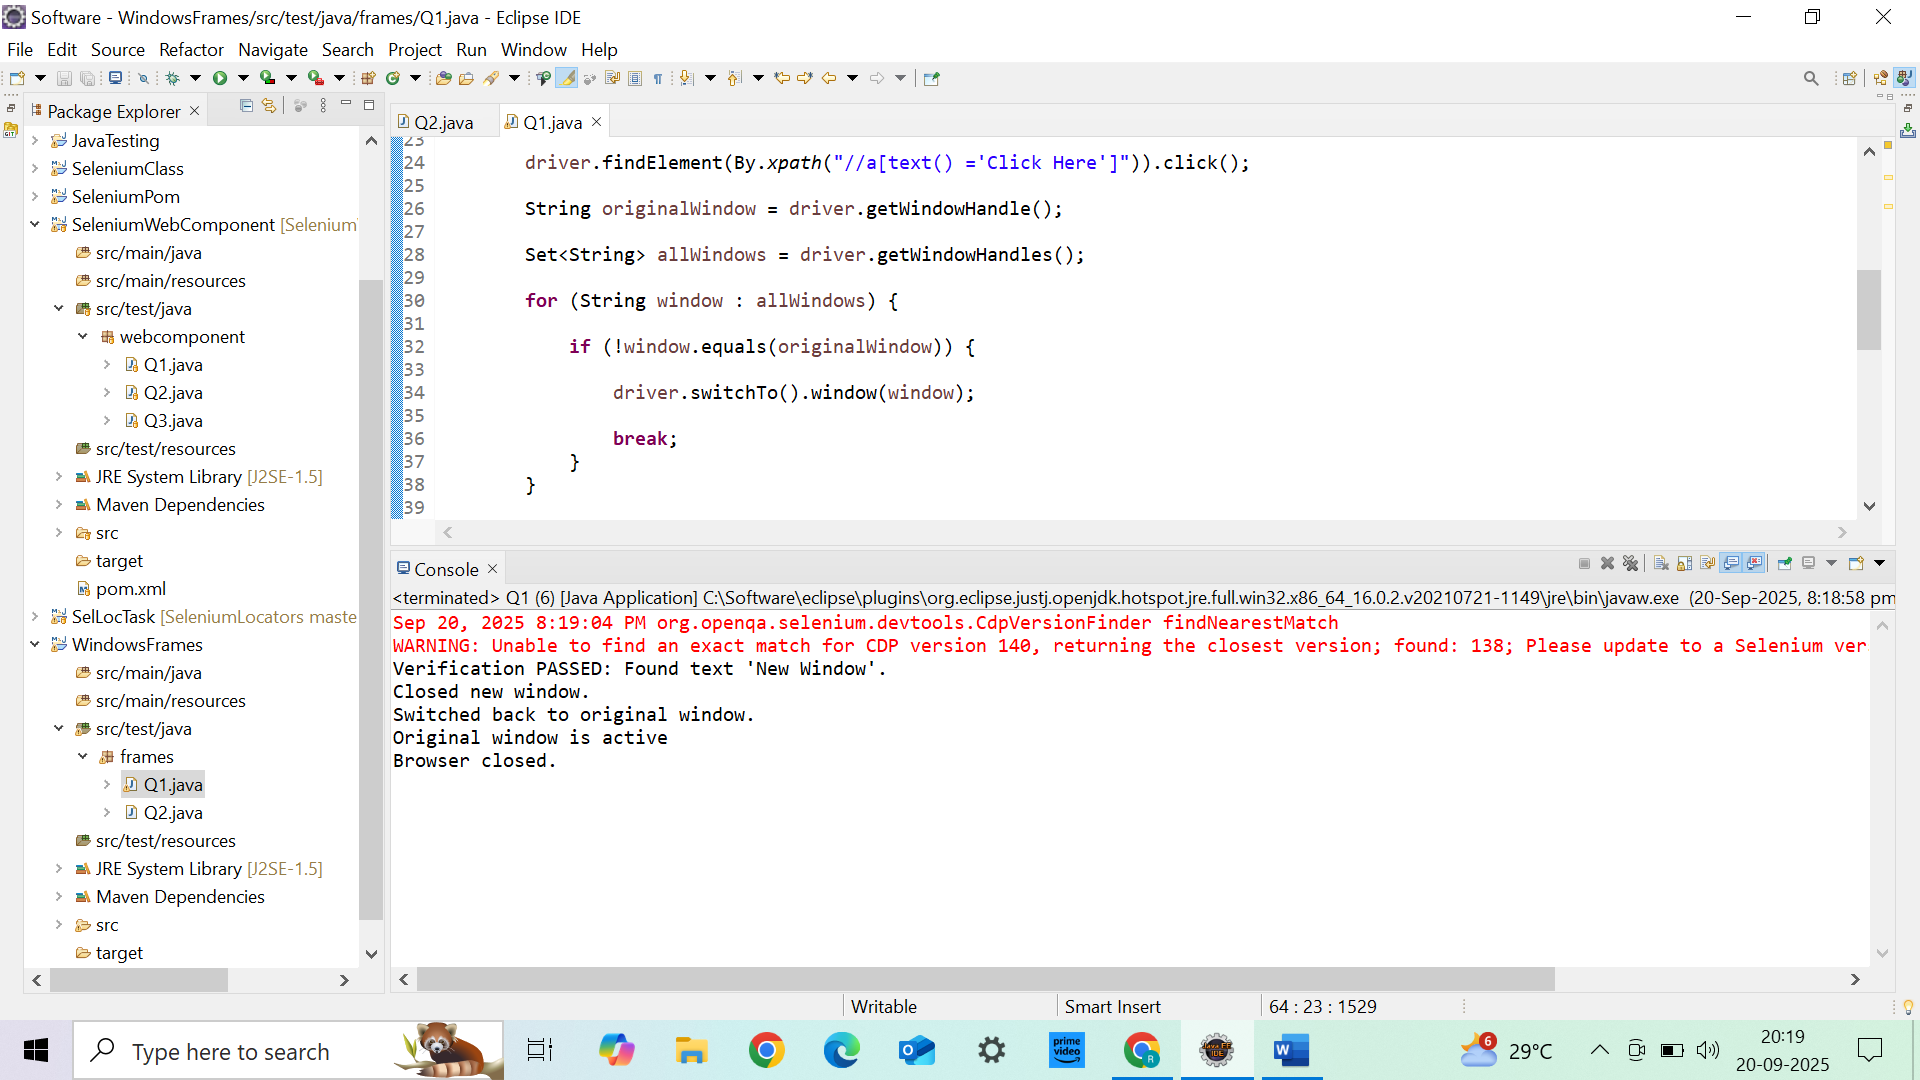 Software - WindowsFrames/src/test/java/frames/Q1.java - Eclipse IDE
File Edit Source Refactor Navigate Search Project Run Window Help
Package Explorer
JavaTesting
SeleniumClass
SeleniumPom
SeleniumWebComponent [Selenium
src/main/java
src/main/resources
src/test/java
webcomponent
Q1.java
Q2.java
Q3.java
src/test/resources
JRE System Library [J2SE-1.5]
Maven Dependencies
src
target
pom.xml
SelLocTask [SeleniumLocators maste
WindowsFrames
src/main/java
src/main/resources
src/test/java
frames
Q1.java
Q2.java
src/test/resources
JRE System Library [J2SE-1.5]
Maven Dependencies
src
target
Q2.java Q1.java
23
24 driver.findElement(By.xpath("//a[text() ='Click Here']")).click();
25
26 String originalWindow = driver.getWindowHandle();
27
28 Set<String> allWindows = driver.getWindowHandles();
29
30 for (String window : allWindows) {
31
32 if (!window.equals(originalWindow)) {
33
34 driver.switchTo().window(window);
35
36 break;
37 }
38 }
39
Console
<terminated> Q1 (6) [Java Application] C:\Software\eclipse\plugins\org.eclipse.justj.openjdk.hotspot.jre.full.win32.x86_64_16.0.2.v20210721-1149\jre\bin\javaw.exe (20-Sep-2025, 8:18:58 pm
Sep 20, 2025 8:19:04 PM org.openqa.selenium.devtools.CdpVersionFinder findNearestMatch
WARNING: Unable to find an exact match for CDP version 140, returning the closest version; found: 138; Please update to a Selenium ver
Verification PASSED: Found text 'New Window'.
Closed new window.
Switched back to original window.
Original window is active
Browser closed.
Writable Smart Insert 64 : 23 : 1529
Type here to search
prime video
R
Java EE IDE
W
6
29°C
20:19
20-09-2025